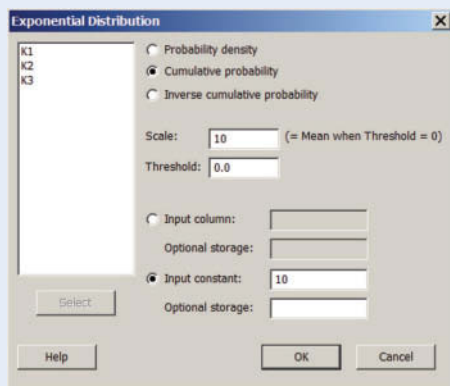 Exponential Distribution
K1
K2
K3
Probability density
Cumulative probability
Inverse cumulative probability
Scale: 10 (= Mean when Threshold = 0)
Threshold: 0.0
Input column:
Optional storage:
Input constant: 10
Optional storage:
Select
Help OK Cancel